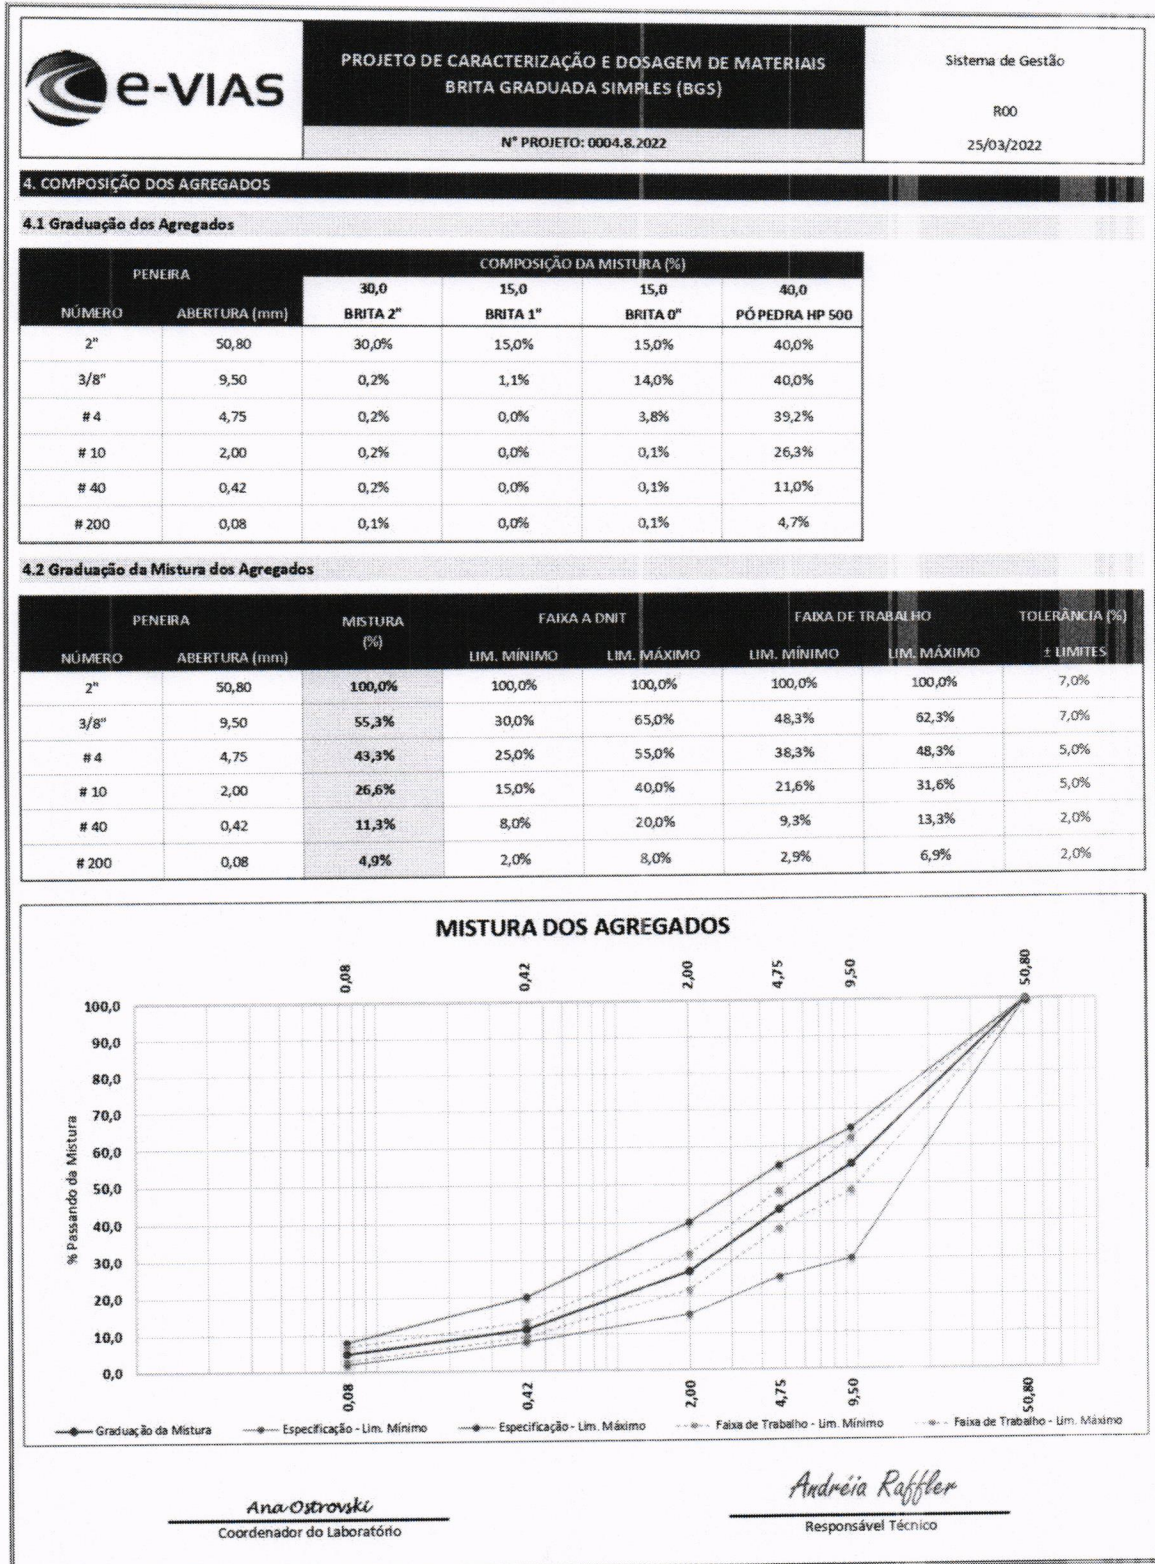 e-VIAS
PROJETO DE CARACTERIZAÇÃO E DOSAGEM DE MATERIAIS
BRITA GRADUADA SIMPLES (BGS)
N° PROJETO: 0004.8.2022
Sistema de Gestão
R00
25/03/2022
4. COMPOSIÇÃO DOS AGREGADOS
4.1 Graduação dos Agregados
PENEIRA COMPOSIÇÃO DA MISTURA (%)
30,0 15,0 15,0 40,0
NÚMERO ABERTURA (mm) BRITA 2" BRITA 1" BRITA 0" PÓ PEDRA HP 500
2" 50,80 30,0% 15,0% 15,0% 40,0%
3/8" 9,50 0,2% 1,1% 14,0% 40,0%
# 4 4,75 0,2% 0,0% 3,8% 39,2%
# 10 2,00 0,2% 0,0% 0,1% 26,3%
# 40 0,42 0,2% 0,0% 0,1% 11,0%
# 200 0,08 0,1% 0,0% 0,1% 4,7%
4.2 Graduação da Mistura dos Agregados
PENEIRA MISTURA (%) FAIXA A DNIT FAIXA DE TRABALHO TOLERÂNCIA (%)
NÚMERO ABERTURA (mm) LIM. MÍNIMO LIM. MÁXIMO LIM. MÍNIMO LIM. MÁXIMO ± LIMITES
2" 50,80 100,0% 100,0% 100,0% 100,0% 100,0% 7,0%
3/8" 9,50 55,3% 30,0% 65,0% 48,3% 62,3% 7,0%
# 4 4,75 43,3% 25,0% 55,0% 38,3% 48,3% 5,0%
# 10 2,00 26,6% 15,0% 40,0% 21,6% 31,6% 5,0%
# 40 0,42 11,3% 8,0% 20,0% 9,3% 13,3% 2,0%
# 200 0,08 4,9% 2,0% 8,0% 2,9% 6,9% 2,0%
MISTURA DOS AGREGADOS
0,08 0,42 2,00 4,75 9,50 50,80
% Passando da Mistura
100,0
90,0
80,0
70,0
60,0
50,0
40,0
30,0
20,0
10,0
0,0
0,08 0,42 2,00 4,75 9,50 50,80
Graduação da Mistura Especificação - Lim. Mínimo Especificação - Lim. Máximo Faixa de Trabalho - Lim. Mínimo Faixa de Trabalho - Lim. Máximo
Ana Ostrovski
Coordenador do Laboratório
Andréia Raffler
Responsável Técnico